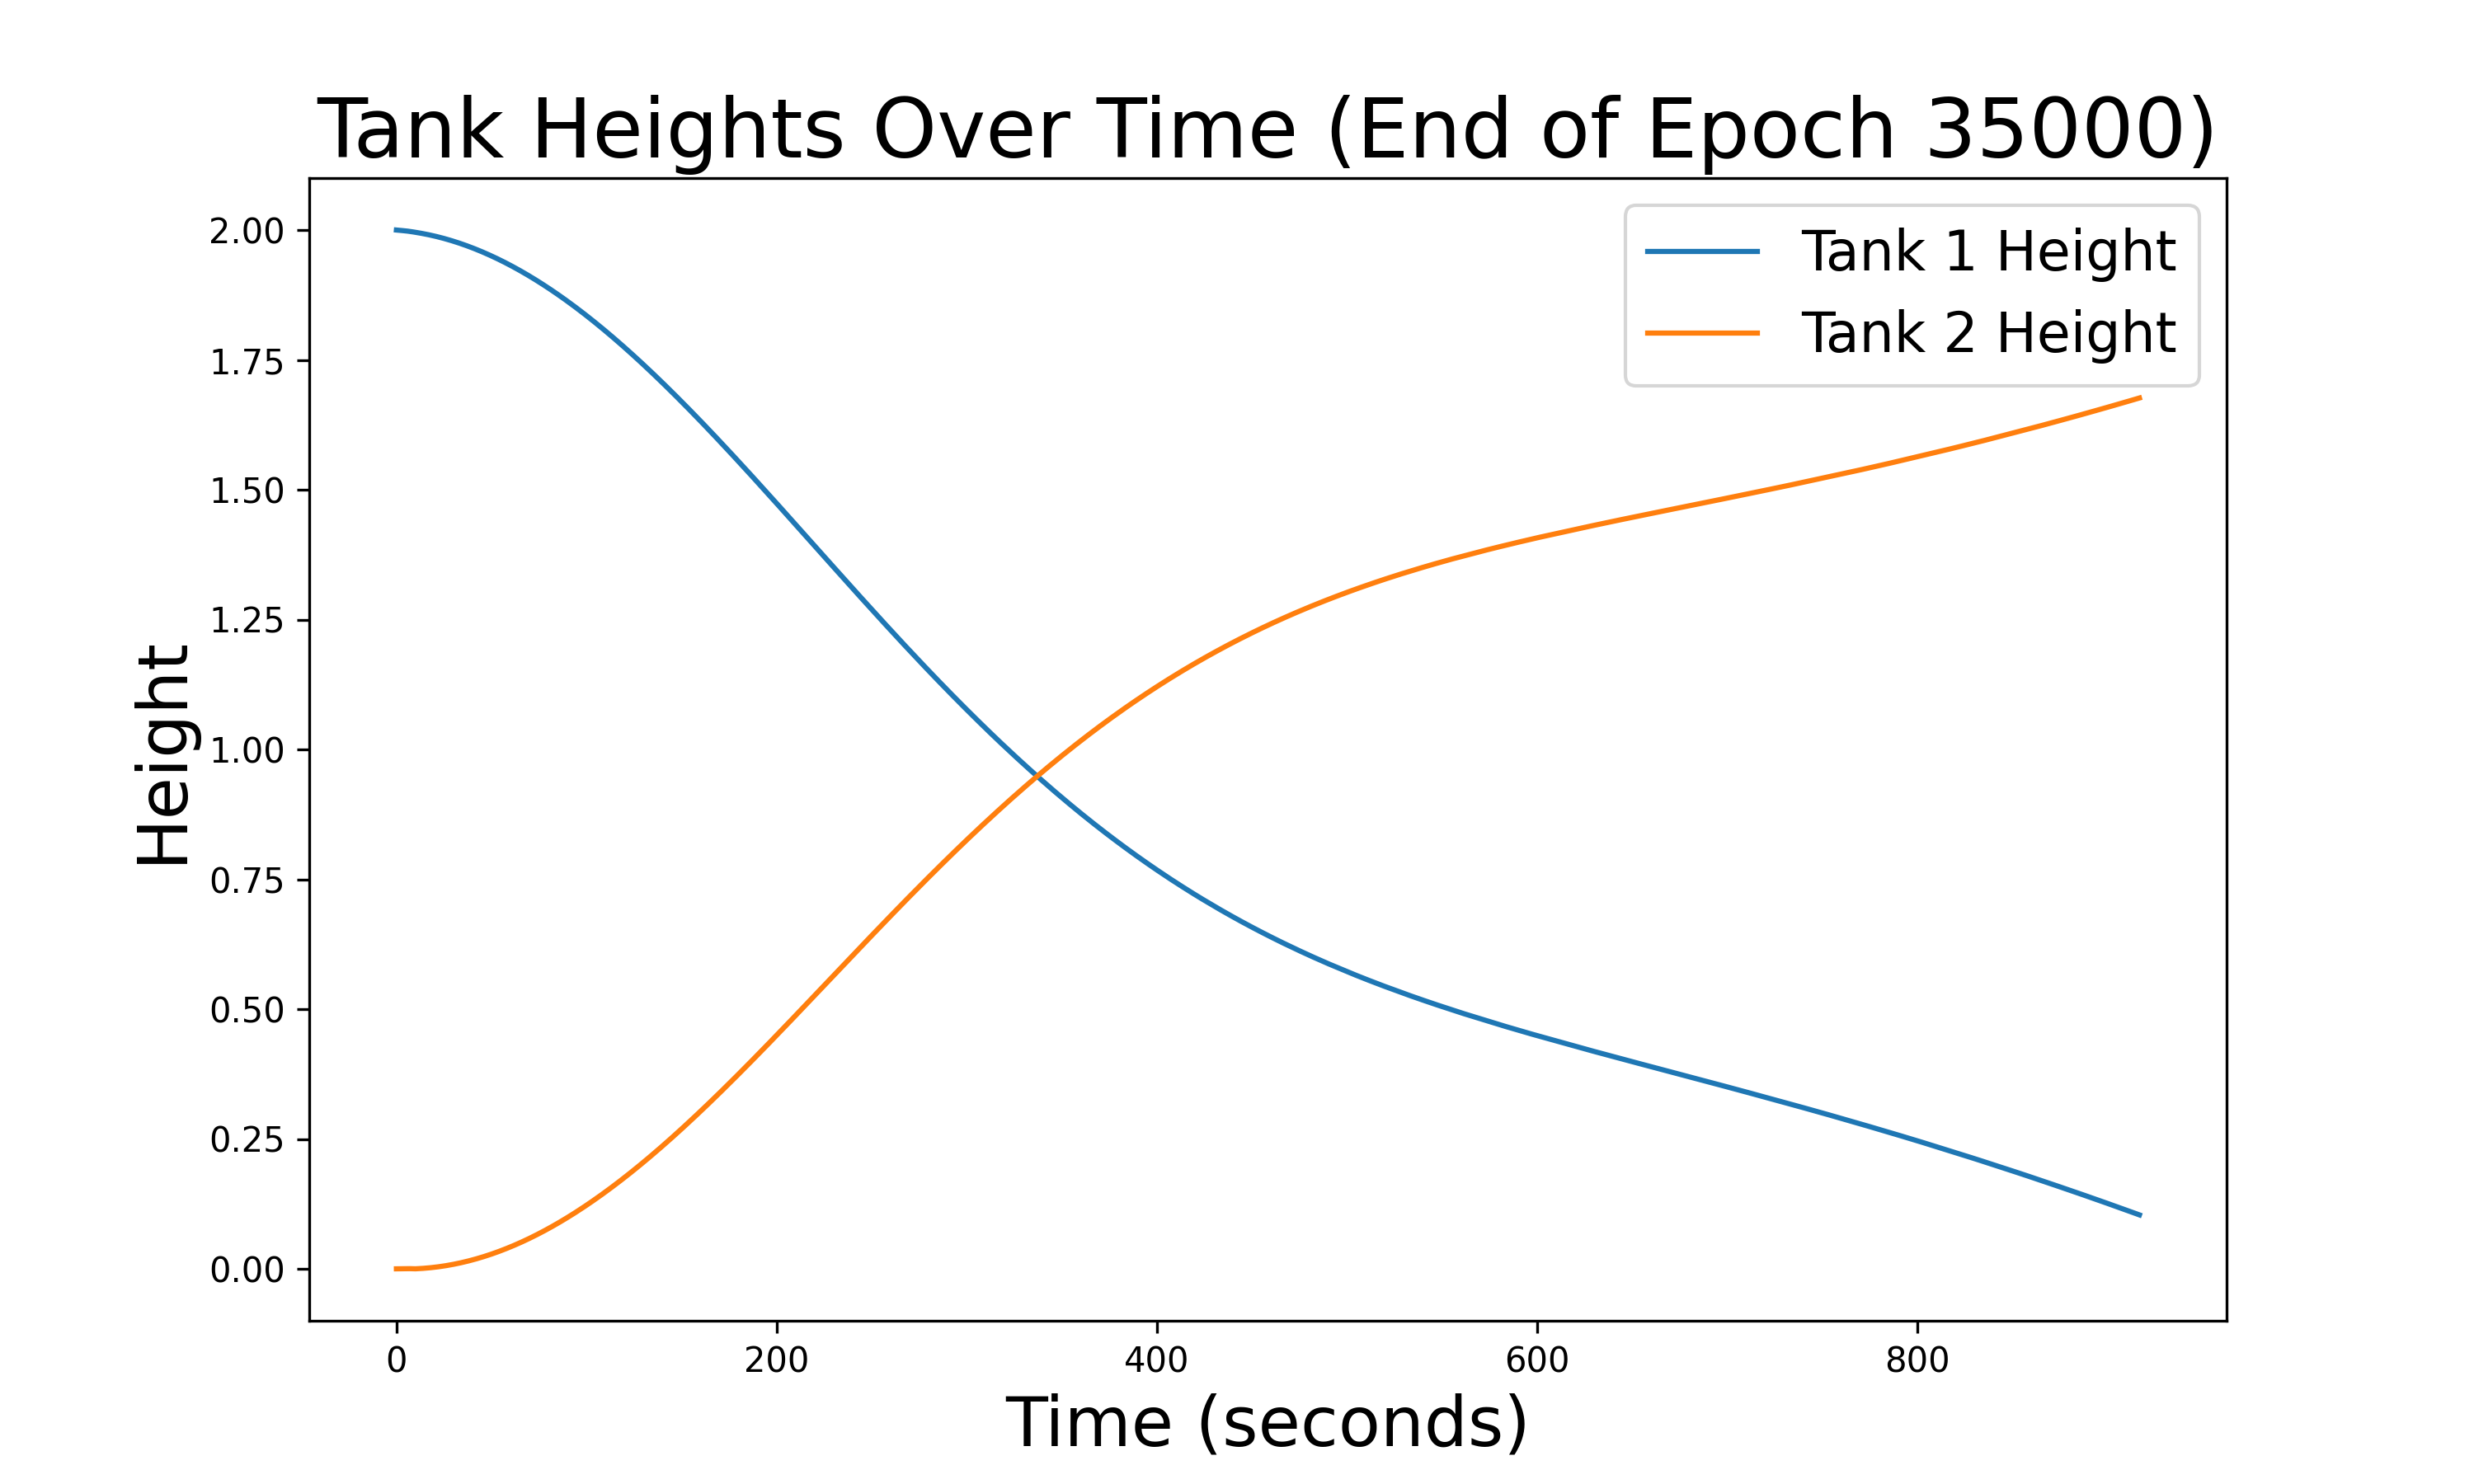 Tank Heights Over Time (End of Epoch 35000)
Tank 1 Height
Tank 2 Height
Height
2.00
1.75
1.50
1.25
1.00
0.75
0.50
0.25
0.00
0 200 400 600 800
Time (seconds)